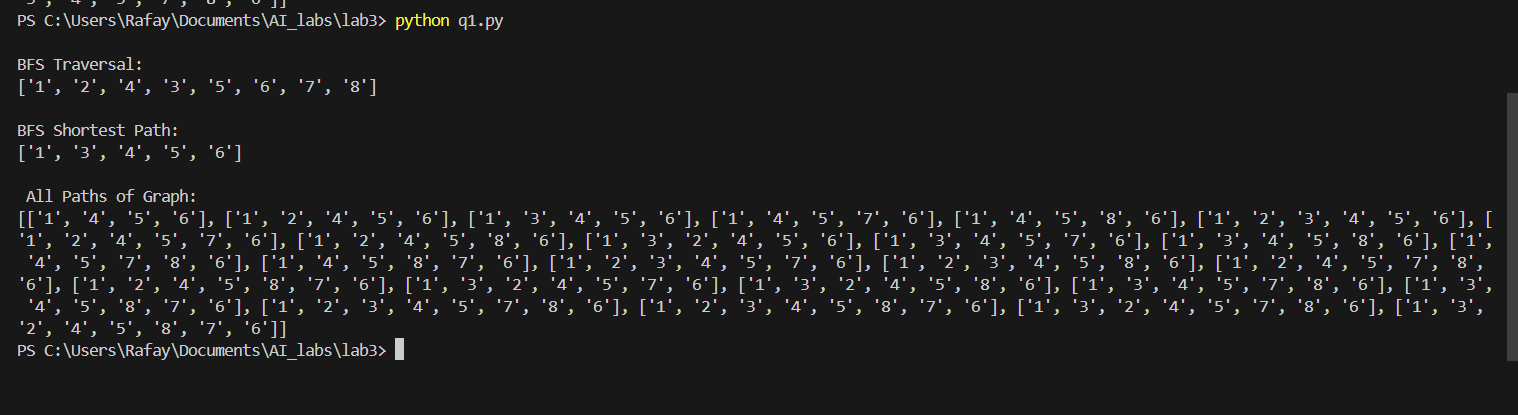 '5', '4', '5', '7', '8', '6']]
PS C:\Users\Rafay\Documents\AI_labs\lab3> python q1.py
BFS Traversal:
['1', '2', '4', '3', '5', '6', '7', '8']
BFS Shortest Path:
['1', '3', '4', '5', '6']
All Paths of Graph:
[['1', '4', '5', '6'], ['1', '2', '4', '5', '6'], ['1', '3', '4', '5', '6'], ['1', '4', '5', '7', '6'], ['1', '4', '5', '8', '6'], ['1', '2', '3', '4', '5', '6'], [
'1', '2', '4', '5', '7', '6'], ['1', '2', '4', '5', '8', '6'], ['1', '3', '2', '4', '5', '6'], ['1', '3', '4', '5', '7', '6'], ['1', '3', '4', '5', '8', '6'], ['1',
'4', '5', '7', '8', '6'], ['1', '4', '5', '8', '7', '6'], ['1', '2', '3', '4', '5', '7', '6'], ['1', '2', '3', '4', '5', '8', '6'], ['1', '2', '4', '5', '7', '8',
'6'], ['1', '2', '4', '5', '8', '7', '6'], ['1', '3', '2', '4', '5', '7', '6'], ['1', '3', '2', '4', '5', '8', '6'], ['1', '3', '4', '5', '7', '8', '6'], ['1', '3',
'4', '5', '8', '7', '6'], ['1', '2', '3', '4', '5', '7', '8', '6'], ['1', '2', '3', '4', '5', '8', '7', '6'], ['1', '3', '2', '4', '5', '7', '8', '6'], ['1', '3',
'2', '4', '5', '8', '7', '6']]
PS C:\Users\Rafay\Documents\AI_labs\lab3>